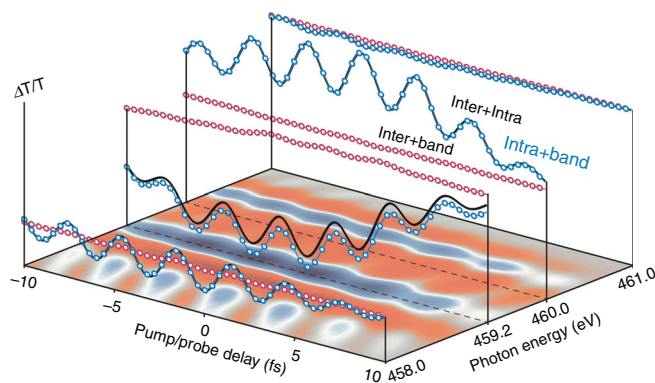 ΔT/T
Inter+Intra
Inter+band
Intra+band
−10
−5
0
5
10
Pump/probe delay (fs)
458.0
459.2
460.0
461.0
Photon energy (eV)